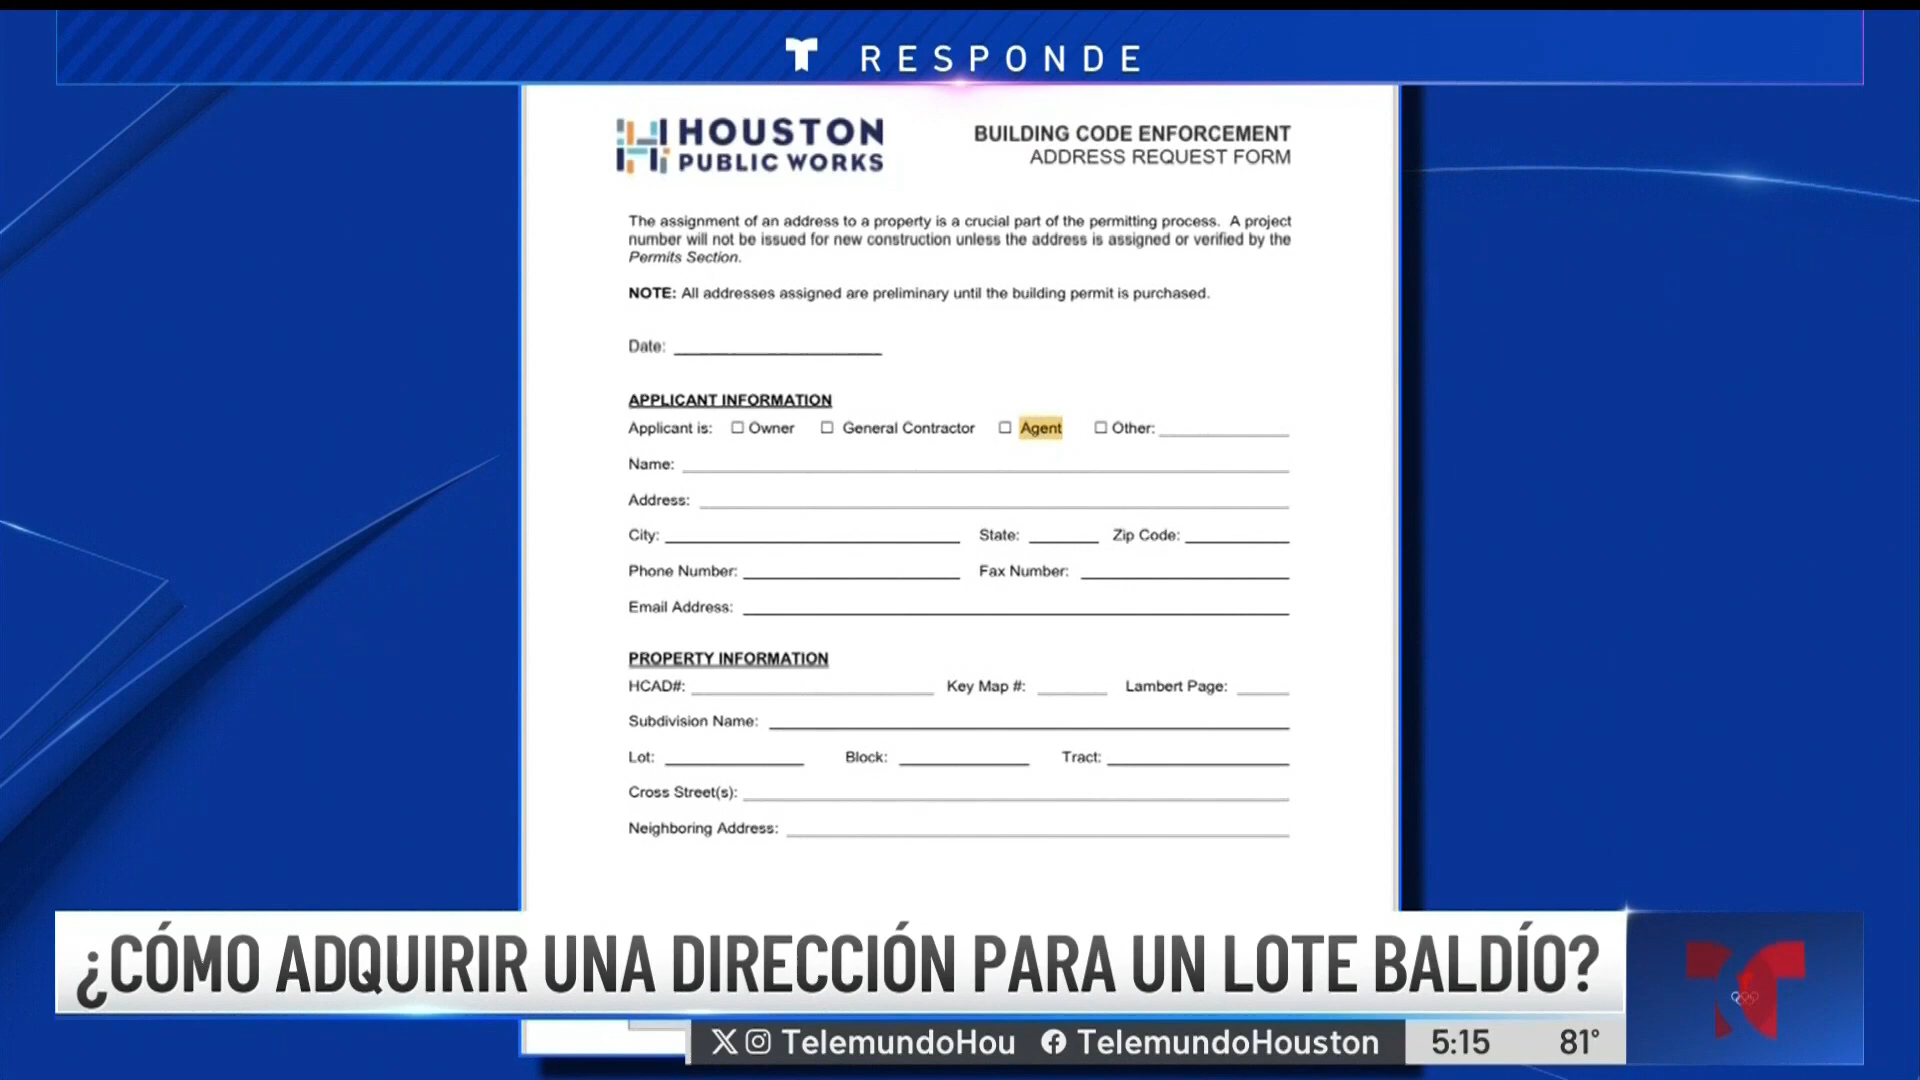 RESPONDE
HOUSTON
PUBLIC WORKS
BUILDING CODE ENFORCEMENT
ADDRESS REQUEST FORM
The assignment of an address to a property is a crucial part of the permitting process. A project
number will not be issued for new construction unless the address is assigned or verified by the
Permits Section.
NOTE: All addresses assigned are preliminary until the building permit is purchased.
Date:
APPLICANT INFORMATION
Applicant is: ☐ Owner ☐ General Contractor ☐ Agent ☐ Other:
Name:
Address:
City: State: Zip Code:
Phone Number: Fax Number:
Email Address:
PROPERTY INFORMATION
HCAD#: Key Map #: Lambert Page:
Subdivision Name:
Lot: Block: Tract:
Cross Street(s):
Neighboring Address:
¿CÓMO ADQUIRIR UNA DIRECCIÓN PARA UN LOTE BALDÍO?
TelemundoHou TelemundoHouston 5:15 81°